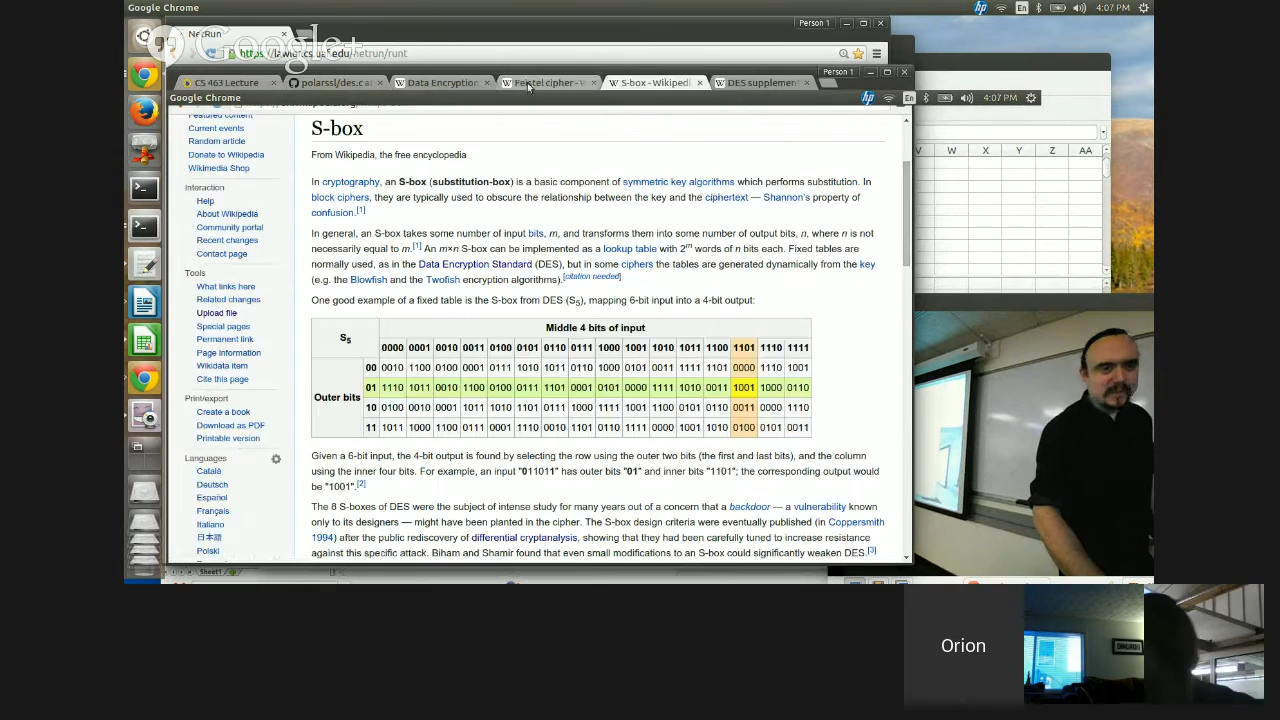 Google Chrome
En
4:07 PM
Person 1
NetRun
Google+
https://lawlor.cs.uaf.edu/netrun/runt
Person 1
CS 463 Lecture
polarssl/des.c at
Data Encryption
Feistel cipher - W
S-box - Wikipedi
DES supplement
Google Chrome
En
4:07 PM
Featured content
Current events
Random article
Donate to Wikipedia
Wikimedia Shop
Interaction
Help
About Wikipedia
Community portal
Recent changes
Contact page
Tools
What links here
Related changes
Upload file
Special pages
Permanent link
Page information
Wikidata item
Cite this page
Print/export
Create a book
Download as PDF
Printable version
Languages
Català
Deutsch
Español
Français
Italiano
日本語
Polski
S-box
From Wikipedia, the free encyclopedia
In cryptography, an S-box (substitution-box) is a basic component of symmetric key algorithms which performs substitution. In
block ciphers, they are typically used to obscure the relationship between the key and the ciphertext — Shannon's property of
confusion.[1]
In general, an S-box takes some number of input bits, m, and transforms them into some number of output bits, n, where n is not
necessarily equal to m.[1] An m×n S-box can be implemented as a lookup table with 2m words of n bits each. Fixed tables are
normally used, as in the Data Encryption Standard (DES), but in some ciphers the tables are generated dynamically from the key
(e.g. the Blowfish and the Twofish encryption algorithms).[citation needed]
One good example of a fixed table is the S-box from DES (S5), mapping 6-bit input into a 4-bit output:
S5
Middle 4 bits of input
0000 0001 0010 0011 0100 0101 0110 0111 1000 1001 1010 1011 1100 1101 1110 1111
Outer bits
00 0010 1100 0100 0001 0111 1010 1011 0110 1000 0101 0011 1111 1101 0000 1110 1001
01 1110 1011 0010 1100 0100 0111 1101 0001 0101 0000 1111 1010 0011 1001 1000 0110
10 0100 0010 0001 1011 1010 1101 0111 1000 1111 1001 1100 0101 0110 0011 0000 1110
11 1011 1000 1100 0111 0001 1110 0010 1101 0110 1111 0000 1001 1010 0100 0101 0011
Given a 6-bit input, the 4-bit output is found by selecting the row using the outer two bits (the first and last bits), and the column
using the inner four bits. For example, an input "011011" has outer bits "01" and inner bits "1101"; the corresponding output would
be "1001".[2]
The 8 S-boxes of DES were the subject of intense study for many years out of a concern that a backdoor — a vulnerability known
only to its designers — might have been planted in the cipher. The S-box design criteria were eventually published (in Coppersmith
1994) after the public rediscovery of differential cryptanalysis, showing that they had been carefully tuned to increase resistance
against this specific attack. Biham and Shamir found that even small modifications to an S-box could significantly weaken DES.[3]
V W X Y Z AA
Sheet1
Orion